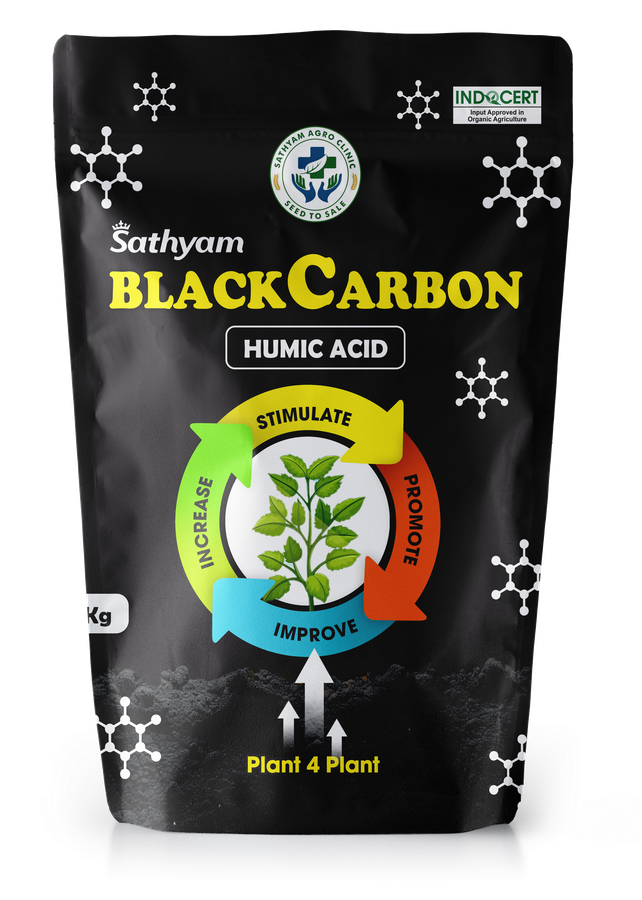 INDOCERT
Input Approved in
Organic Agriculture
SATHYAM AGRO CLINIC
SEED TO SALE
Sathyam
BLACKCARBON
HUMIC ACID
STIMULATE
PROMOTE
IMPROVE
INCREASE
Kg
Plant 4 Plant